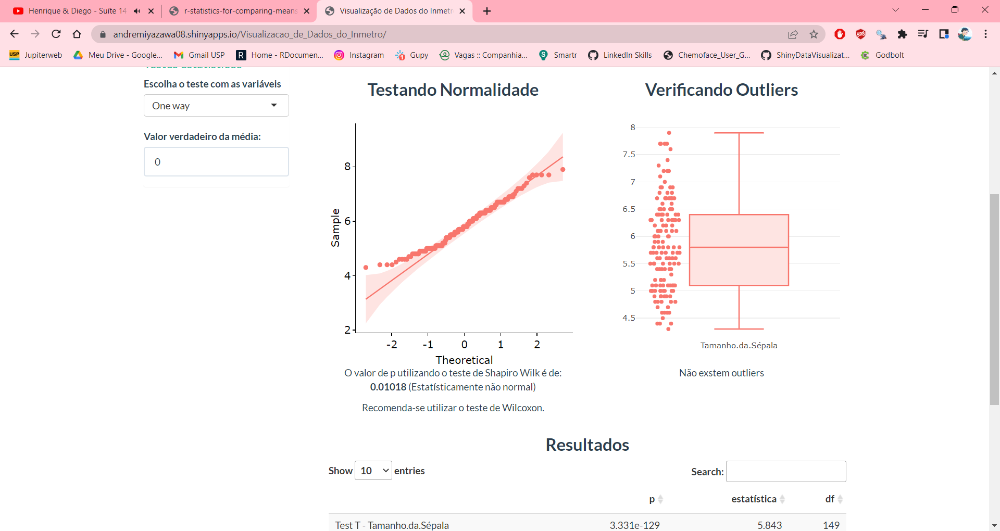 Henrique & Diego - Suíte 14
r-statistics-for-comparing-means
Visualização de Dados do Inmetr
andremiyazawa08.shinyapps.io/Visualizacao_de_Dados_do_Inmetro/
USP Jupiterweb
Meu Drive - Google...
Gmail USP
R Home - RDocumen...
Instagram
1 Gupy
Vagas :: Companhia...
S Smartr
LinkedIn Skills
Chemoface_User_G...
ShinyDataVisualizat...
Godbolt
Testes estatísticos
Escolha o teste com as variáveis
One way
Valor verdadeiro da média:
0
Testando Normalidade
Sample
8
6
4
2
-2 -1 0 1 2
Theoretical
O valor de p utilizando o teste de Shapiro Wilk é de:
0.01018 (Estatísticamente não normal)
Recomenda-se utilizar o teste de Wilcoxon.
Verificando Outliers
8
7.5
7
6.5
6
5.5
5
4.5
Tamanho.da.Sépala
Não exstem outliers
Resultados
Show 10 entries
Search:
p estatística df
Test T - Tamanho.da.Sépala 3.331e-129 5.843 149